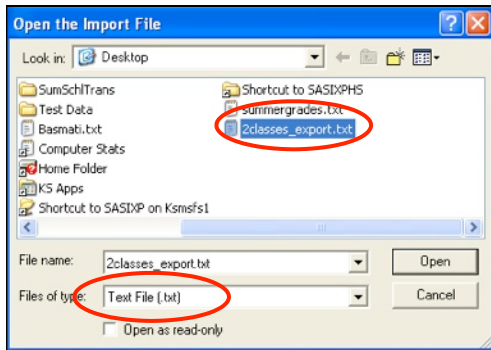 Open the Import File
Look in: Desktop
SumSchlTrans
Test Data
Basmati.txt
Computer Stats
Home Folder
KS Apps
Shortcut to SASIXP on Ksmsfs1
Shortcut to SASIXPHS
summergrades.txt
2classes_export.txt
File name: 2classes_export.txt Open
Files of type: Text File (.txt) Cancel
Open as read-only